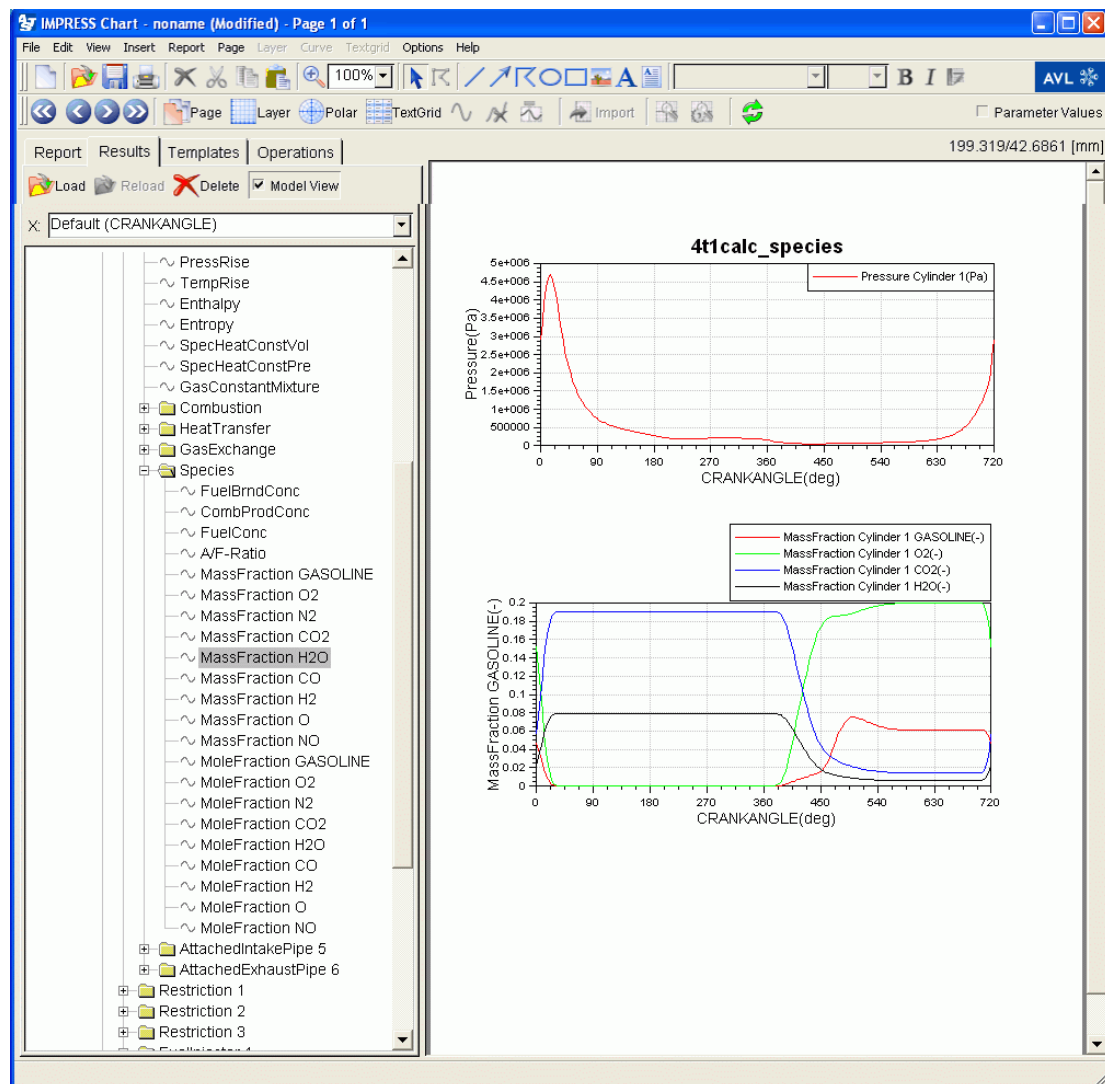 IMPRESS Chart - noname (Modified) - Page 1 of 1
File Edit View Insert Report Page Layer Curve Textgrid Options Help
100% A B I AVL
Page Layer Polar TextGrid Import Parameter Values
Report Results Templates Operations 199.319/42.6861 [mm]
Load Reload Delete Model View
X: Default (CRANKANGLE)
PressRise
TempRise
Enthalpy
Entropy
SpecHeatConstVol
SpecHeatConstPre
GasConstantMixture
Combustion
HeatTransfer
GasExchange
Species
FuelBrndConc
CombProdConc
FuelConc
A/F-Ratio
MassFraction GASOLINE
MassFraction O2
MassFraction N2
MassFraction CO2
MassFraction H2O
MassFraction CO
MassFraction H2
MassFraction O
MassFraction NO
MoleFraction GASOLINE
MoleFraction O2
MoleFraction N2
MoleFraction CO2
MoleFraction H2O
MoleFraction CO
MoleFraction H2
MoleFraction O
MoleFraction NO
AttachedIntakePipe 5
AttachedExhaustPipe 6
Restriction 1
Restriction 2
Restriction 3
4t1calc_species
Pressure Cylinder 1(Pa)
Pressure(Pa)
5e+006
4.5e+006
4e+006
3.5e+006
3e+006
2.5e+006
2e+006
1.5e+006
1e+006
500000
0
0 90 180 270 360 450 540 630 720
CRANKANGLE(deg)
MassFraction Cylinder 1 GASOLINE(-)
MassFraction Cylinder 1 O2(-)
MassFraction Cylinder 1 CO2(-)
MassFraction Cylinder 1 H2O(-)
MassFraction GASOLINE(-)
0.2
0.18
0.16
0.14
0.12
0.1
0.08
0.06
0.04
0.02
0
0 90 180 270 360 450 540 630 720
CRANKANGLE(deg)